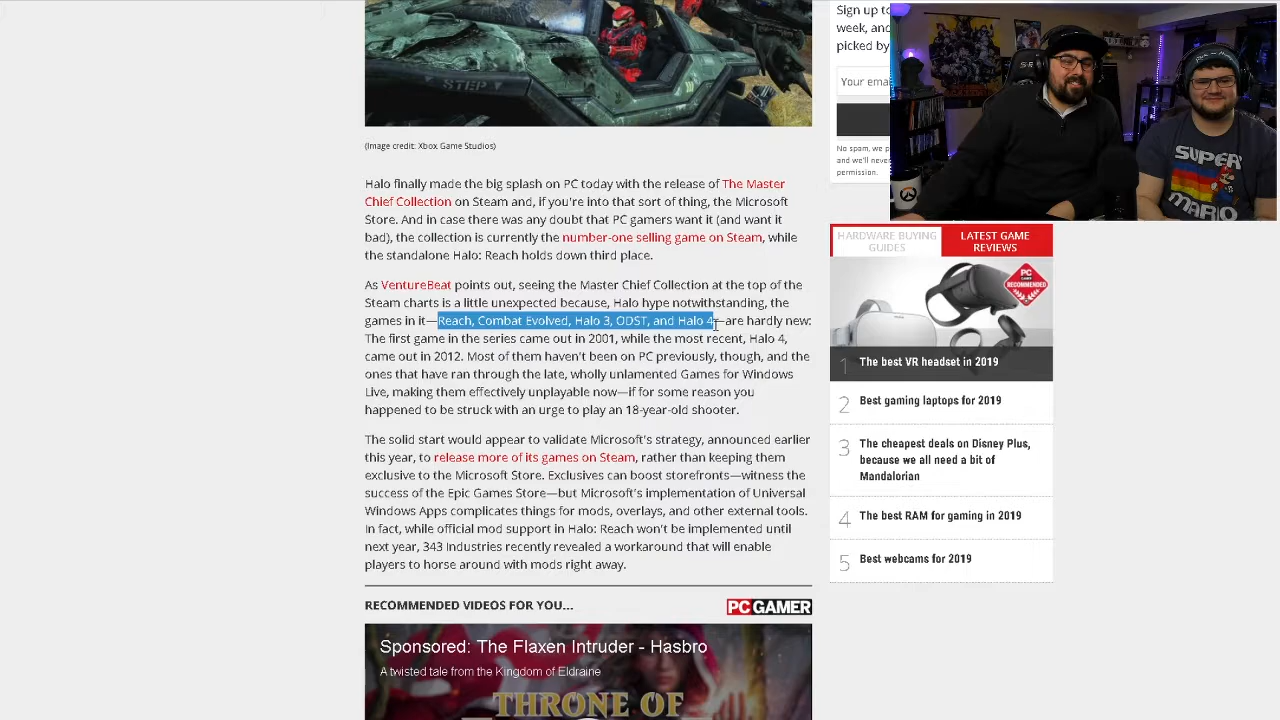 STEP
(Image credit: Xbox Game Studios)
Halo finally made the big splash on PC today with the release of The Master
Chief Collection on Steam and, if you're into that sort of thing, the Microsoft
Store. And in case there was any doubt that PC gamers want it (and want it
bad), the collection is currently the number-one selling game on Steam, while
the standalone Halo: Reach holds down third place.
As VentureBeat points out, seeing the Master Chief Collection at the top of the
Steam charts is a little unexpected because, Halo hype notwithstanding, the
games in it—Reach, Combat Evolved, Halo 3, ODST, and Halo 4—are hardly new:
The first game in the series came out in 2001, while the most recent, Halo 4,
came out in 2012. Most of them haven't been on PC previously, though, and the
ones that have ran through the late, wholly unlamented Games for Windows
Live, making them effectively unplayable now—if for some reason you
happened to be struck with an urge to play an 18-year-old shooter.
The solid start would appear to validate Microsoft's strategy, announced earlier
this year, to release more of its games on Steam, rather than keeping them
exclusive to the Microsoft Store. Exclusives can boost storefronts—witness the
success of the Epic Games Store—but Microsoft's implementation of Universal
Windows Apps complicates things for mods, overlays, and other external tools.
In fact, while official mod support in Halo: Reach won't be implemented until
next year, 343 Industries recently revealed a workaround that will enable
players to horse around with mods right away.
RECOMMENDED VIDEOS FOR YOU...
PC GAMER
Sponsored: The Flaxen Intruder - Hasbro
A twisted tale from the Kingdom of Eldraine
THRONE OF
Sign up to
week, and
picked by
Your ema
No spam, we p
and we'll neve
permission.
SUPER
MARIO
HARDWARE BUYING
GUIDES
LATEST GAME
REVIEWS
PC GAMER
RECOMMENDED
1 The best VR headset in 2019
2 Best gaming laptops for 2019
3 The cheapest deals on Disney Plus,
because we all need a bit of
Mandalorian
4 The best RAM for gaming in 2019
5 Best webcams for 2019